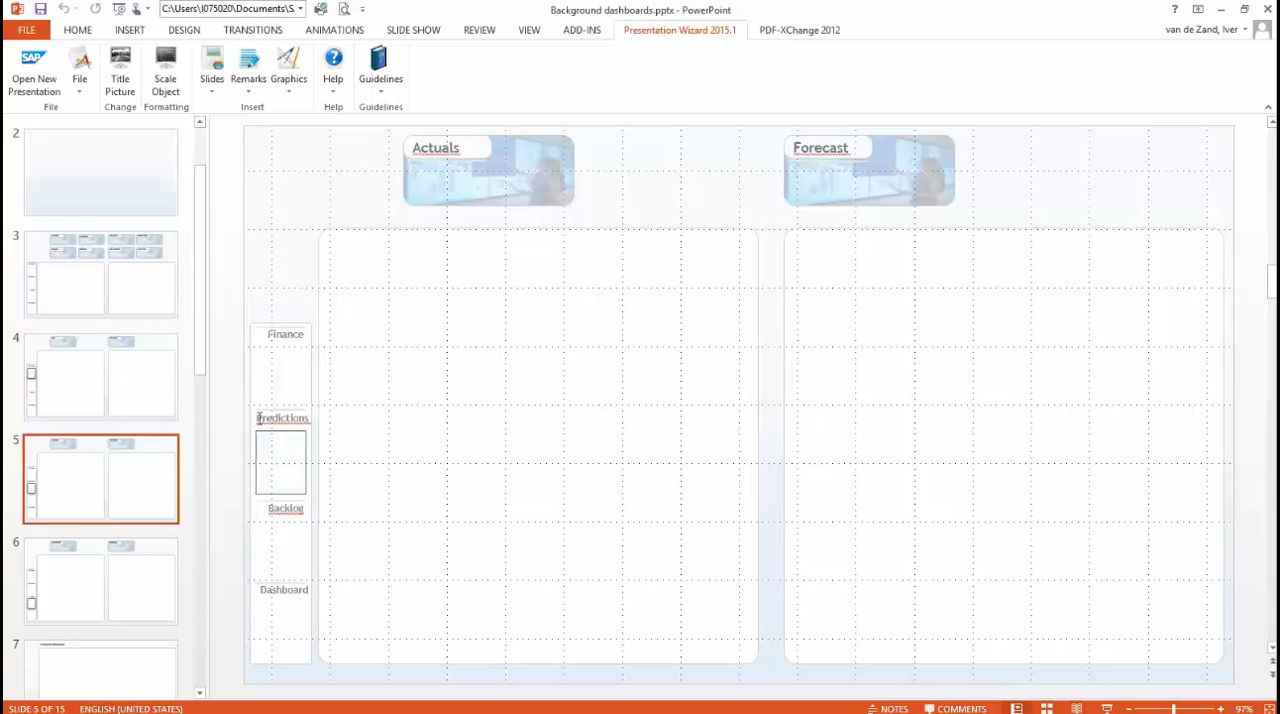 C:\Users\I075020\Documents\S.
Background dashboards.pptx - PowerPoint
FILE HOME INSERT DESIGN TRANSITIONS ANIMATIONS SLIDE SHOW REVIEW VIEW ADD-INS Presentation Wizard 2015.1 PDF-XChange 2012
van de Zand, Iver
SAP
Open New Presentation
File
Title Picture
Scale Object
Slides
Remarks
Graphics
Help
Guidelines
File Change Formatting Insert Help Guidelines
2
3
4
5
6
7
Actuals
Forecast
Finance
Predictions
Backlog
Dashboard
SLIDE 5 OF 15 ENGLISH (UNITED STATES) NOTES COMMENTS 97%